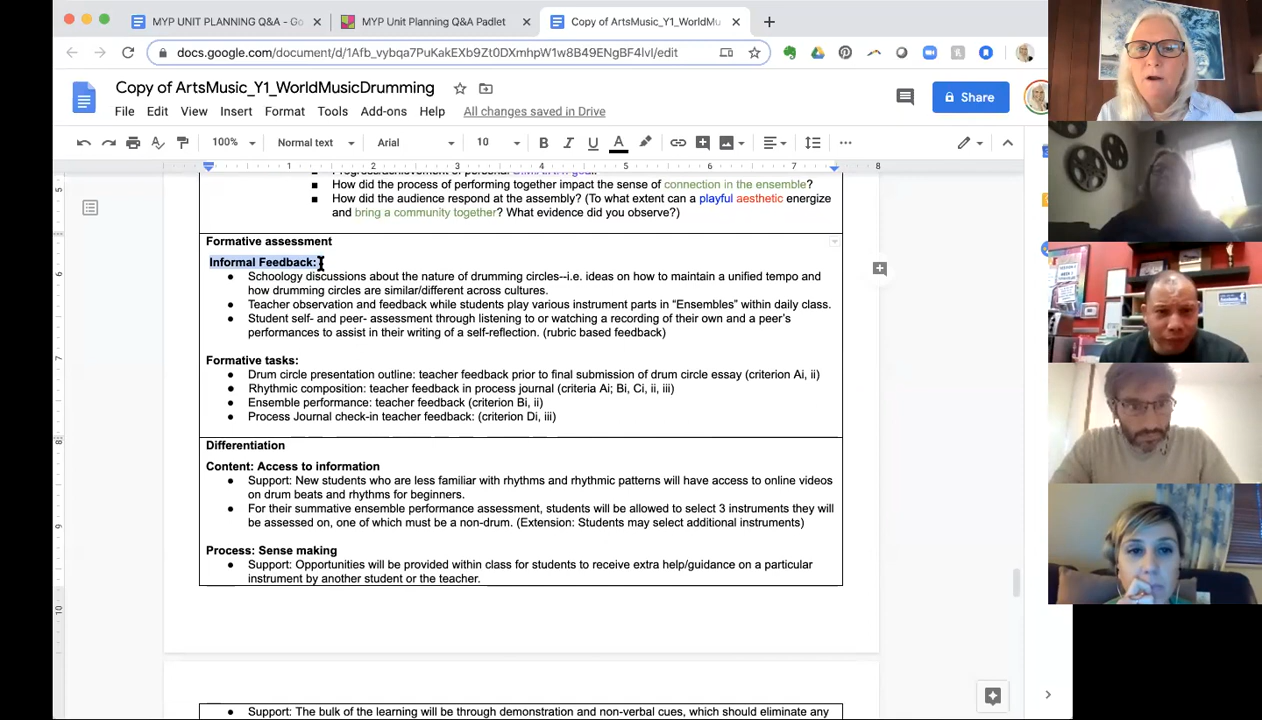 MYP UNIT PLANNING Q&A - Go
MYP Unit Planning Q&A Padlet
Copy of ArtsMusic_Y1_WorldMu
docs.google.com/document/d/1Afb_vybqa7PuKakEXD9Zt0DXmhpW1w8B49ENgBF4lvI/edit
Copy of ArtsMusic_Y1_WorldMusicDrumming
File Edit View Insert Format Tools Add-ons Help All changes saved in Drive
Share
100% Normal text Arial 10
1 2 3 4 5 6 7 8
How did the process of performing together impact the sense of connection in the ensemble?
How did the audience respond at the assembly? (To what extent can a playful aesthetic energize
and bring a community together? What evidence did you observe?)
Formative assessment
Informal Feedback:
Schoology discussions about the nature of drumming circles--i.e. ideas on how to maintain a unified tempo and
how drumming circles are similar/different across cultures.
Teacher observation and feedback while students play various instrument parts in “Ensembles” within daily class.
Student self- and peer- assessment through listening to or watching a recording of their own and a peer’s
performances to assist in their writing of a self-reflection. (rubric based feedback)
Formative tasks:
Drum circle presentation outline: teacher feedback prior to final submission of drum circle essay (criterion Ai, ii)
Rhythmic composition: teacher feedback in process journal (criteria Ai; Bi, Ci, ii, iii)
Ensemble performance: teacher feedback (criterion Bi, ii)
Process Journal check-in teacher feedback: (criterion Di, iii)
Differentiation
Content: Access to information
Support: New students who are less familiar with rhythms and rhythmic patterns will have access to online videos
on drum beats and rhythms for beginners.
For their summative ensemble performance assessment, students will be allowed to select 3 instruments they will
be assessed on, one of which must be a non-drum. (Extension: Students may select additional instruments)
Process: Sense making
Support: Opportunities will be provided within class for students to receive extra help/guidance on a particular
instrument by another student or the teacher.
Support: The bulk of the learning will be through demonstration and non-verbal cues, which should eliminate any
5
6
7
8
9
10